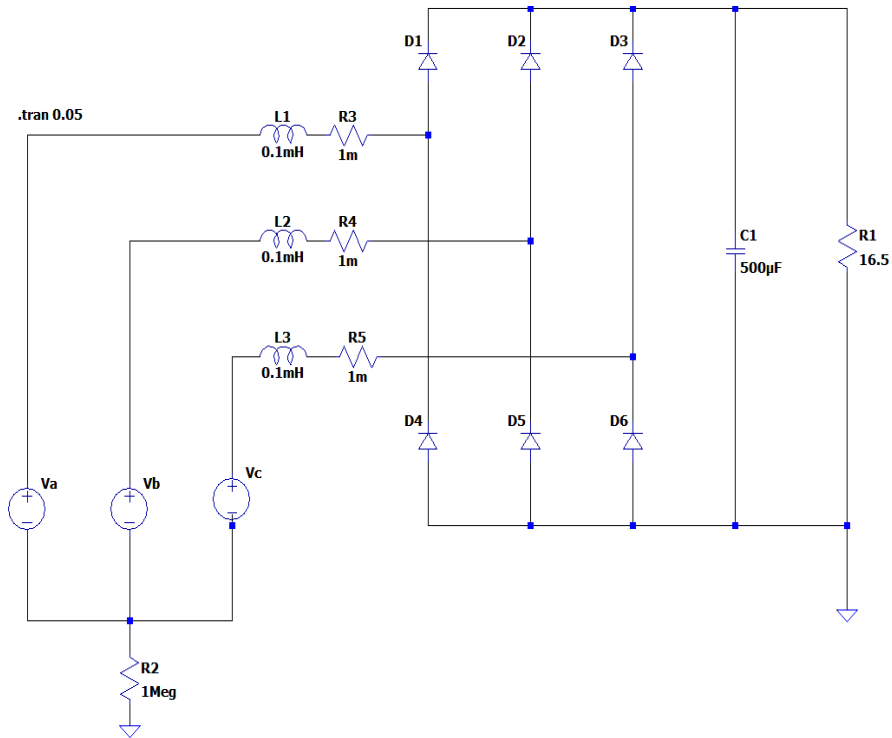 D1
D2
D3
.tran 0.05
L1
R3
0.1mH
1m
L2
R4
0.1mH
1m
C1
R1
500µF
16.5
L3
R5
0.1mH
1m
D4
D5
D6
Va
Vb
Vc
R2
1Meg